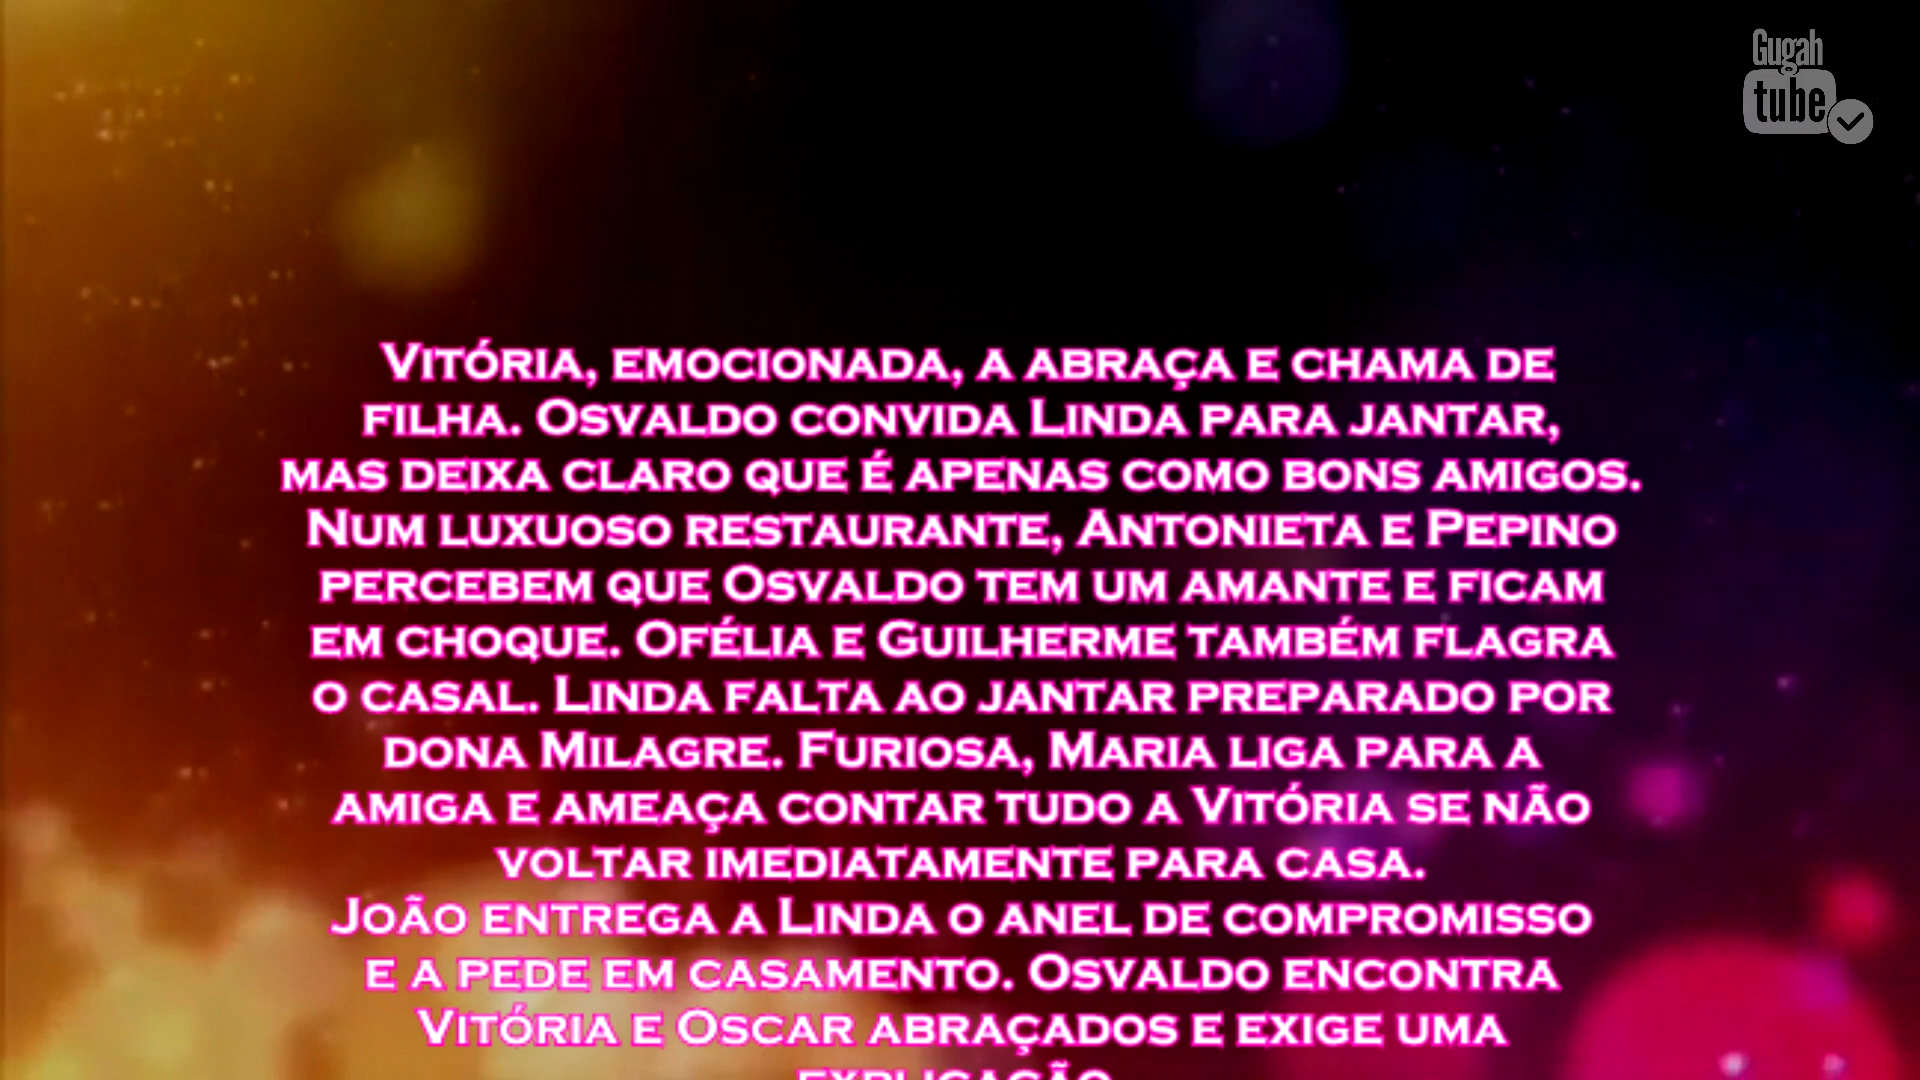 Gugah
tube
Vitória, emocionada, a abraça e chama de
filha. Osvaldo convida Linda para jantar,
mas deixa claro que é apenas como bons amigos.
Num luxuoso restaurante, Antonieta e Pepino
percebem que Osvaldo tem um amante e ficam
em choque. Ofélia e Guilherme também flagra
o casal. Linda falta ao jantar preparado por
dona Milagre. Furiosa, Maria liga para a
amiga e ameaça contar tudo a Vitória se não
voltar imediatamente para casa.
João entrega a Linda o anel de compromisso
e a pede em casamento. Osvaldo encontra
Vitória e Oscar abraçados e exige uma
explicação